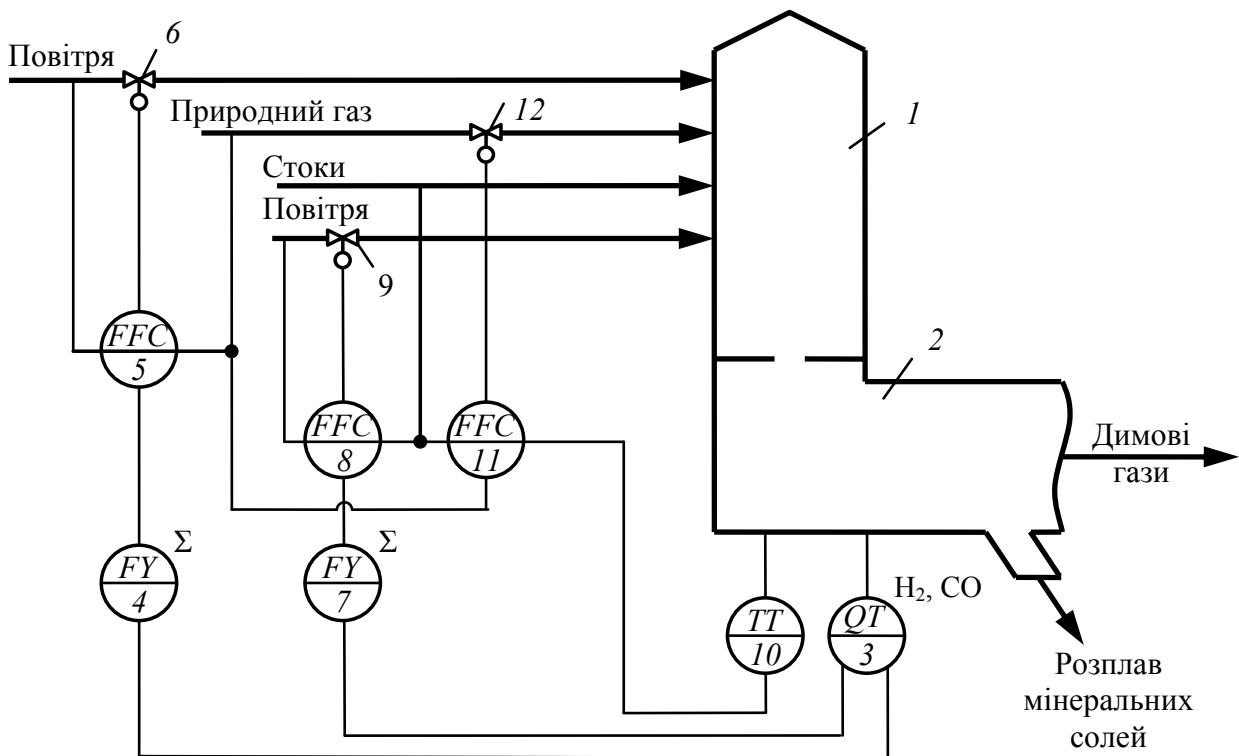 6
Повітря
Природний газ
12
1
Стоки
Повітря
9
FFC
5
2
FFC
8
FFC
11
Димові
гази
Σ
Σ
FY
4
FY
7
H₂, CO
TT
10
QT
3
Розплав
мінеральних
солей